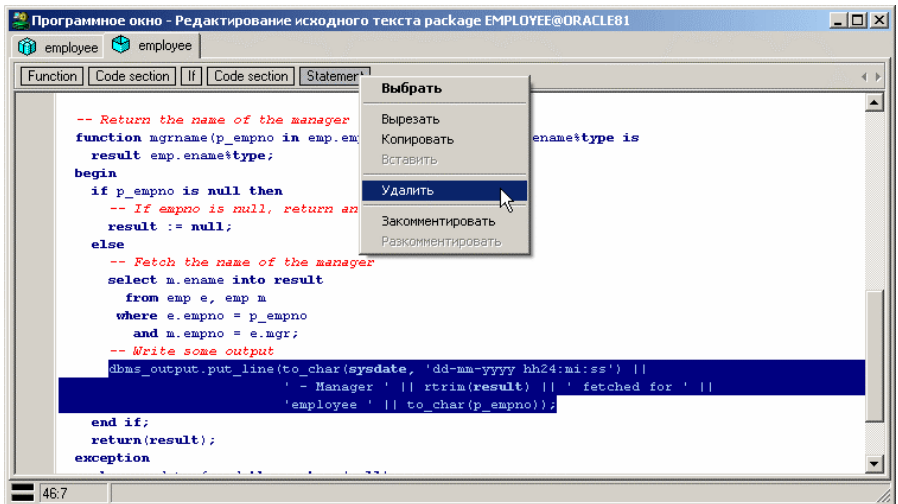 Программное окно - Редактирование исходного текста package EMPLOYEE@ORACLE81
employee employee
Function Code section If Code section Statement
Выбрать
Вырезать
Копировать
Вставить
Удалить
Закомментировать
Разкомментировать
-- Return the name of the manager
function mgrname(p_empno in emp.em ename%type is
result emp.ename%type;
begin
if p_empno is null then
-- If empno is null, return an
result := null;
else
-- Fetch the name of the manager
select m.ename into result
from emp e, emp m
where e.empno = p_empno
and m.empno = e.mgr;
-- Write some output
dbms_output.put_line(to_char(sysdate, 'dd-mm-yyyy hh24:mi:ss') ||
' - Manager ' || rtrim(result) || ' fetched for ' ||
'employee ' || to_char(p_empno));
end if;
return(result);
exception
46:7